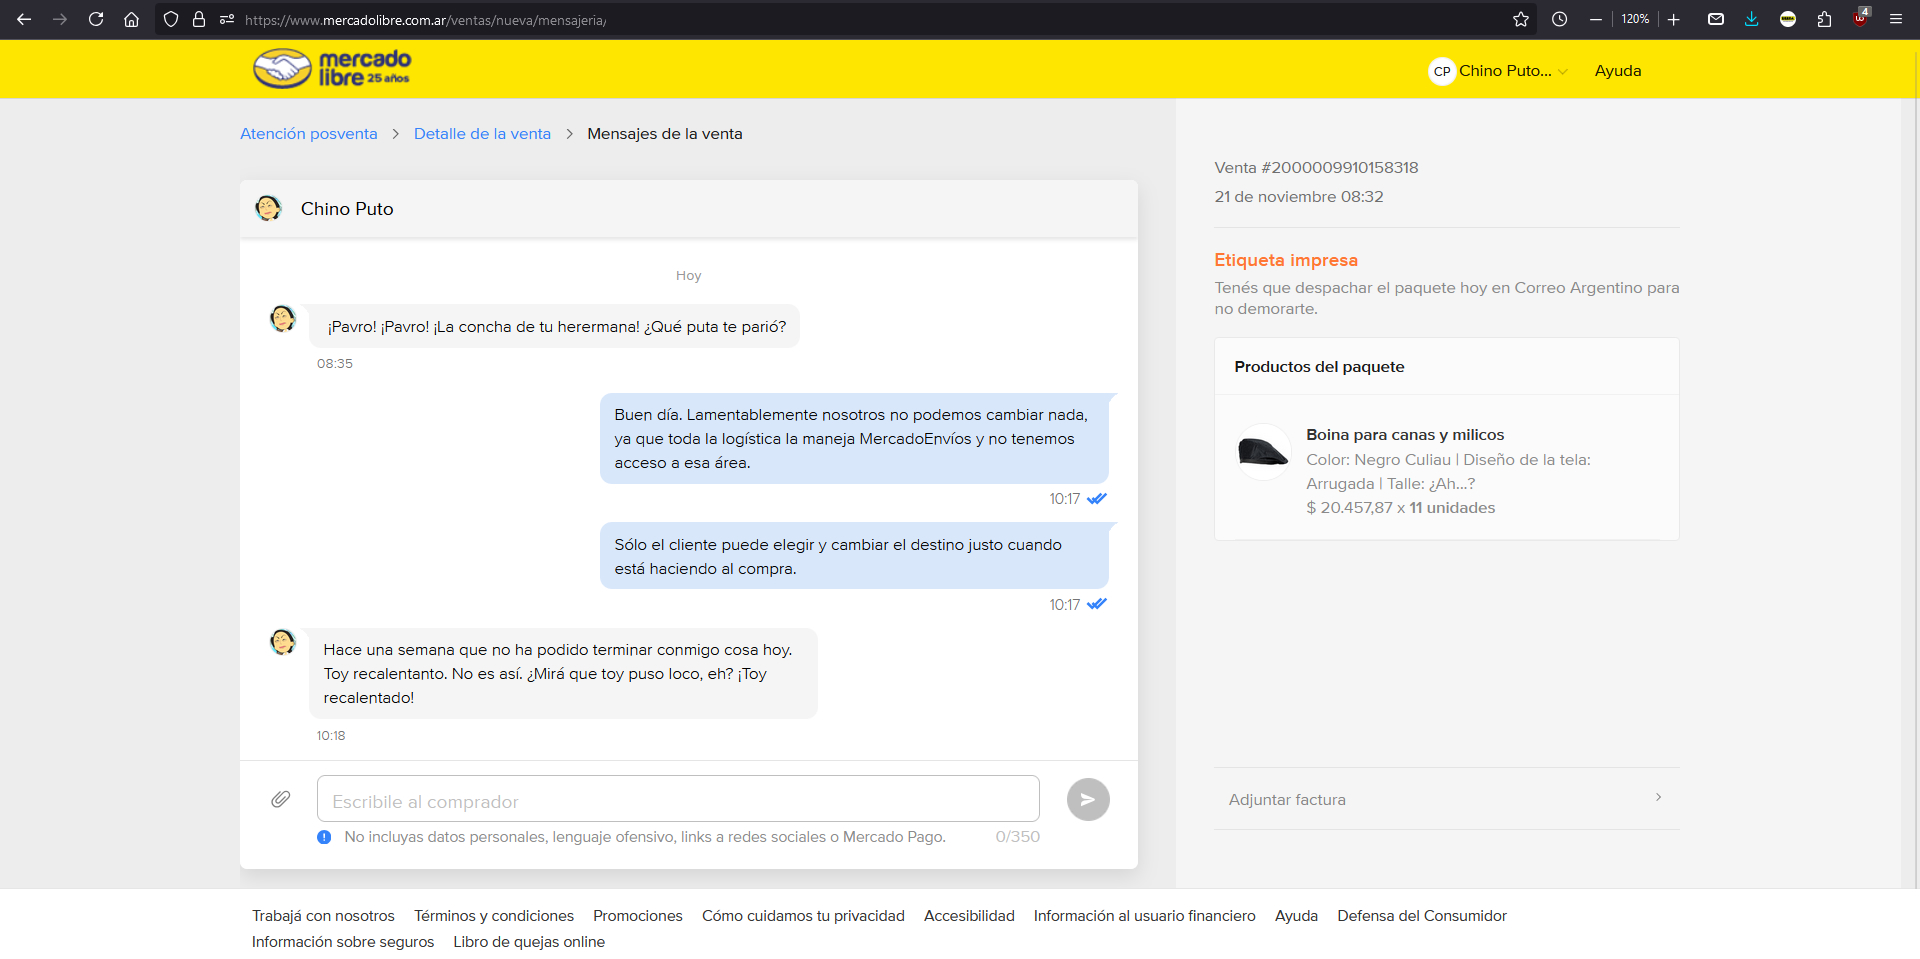 https://www.mercadolibre.com.ar/ventas/nueva/mensajeria/
120%
4
mercado
libre 25 años
CP Chino Puto...
Ayuda
Atención posventa > Detalle de la venta > Mensajes de la venta
Chino Puto
Hoy
¡Pavro! ¡Pavro! ¡La concha de tu herermana! ¿Qué puta te parió?
08:35
Buen día. Lamentablemente nosotros no podemos cambiar nada,
ya que toda la logística la maneja MercadoEnvíos y no tenemos
acceso a esa área.
10:17
Sólo el cliente puede elegir y cambiar el destino justo cuando
está haciendo al compra.
10:17
Hace una semana que no ha podido terminar conmigo cosa hoy.
Toy recalentanto. No es así. ¿Mirá que toy puso loco, eh? ¡Toy
recalentado!
10:18
Escribile al comprador
No incluyas datos personales, lenguaje ofensivo, links a redes sociales o Mercado Pago.
0/350
Venta #2000009910158318
21 de noviembre 08:32
Etiqueta impresa
Tenés que despachar el paquete hoy en Correo Argentino para
no demorarte.
Productos del paquete
Boina para canas y milicos
Color: Negro Culiau | Diseño de la tela:
Arrugada | Talle: ¿Ah...?
$ 20.457,87 x 11 unidades
Adjuntar factura
Trabajá con nosotros Términos y condiciones Promociones Cómo cuidamos tu privacidad Accesibilidad Información al usuario financiero Ayuda Defensa del Consumidor
Información sobre seguros Libro de quejas online